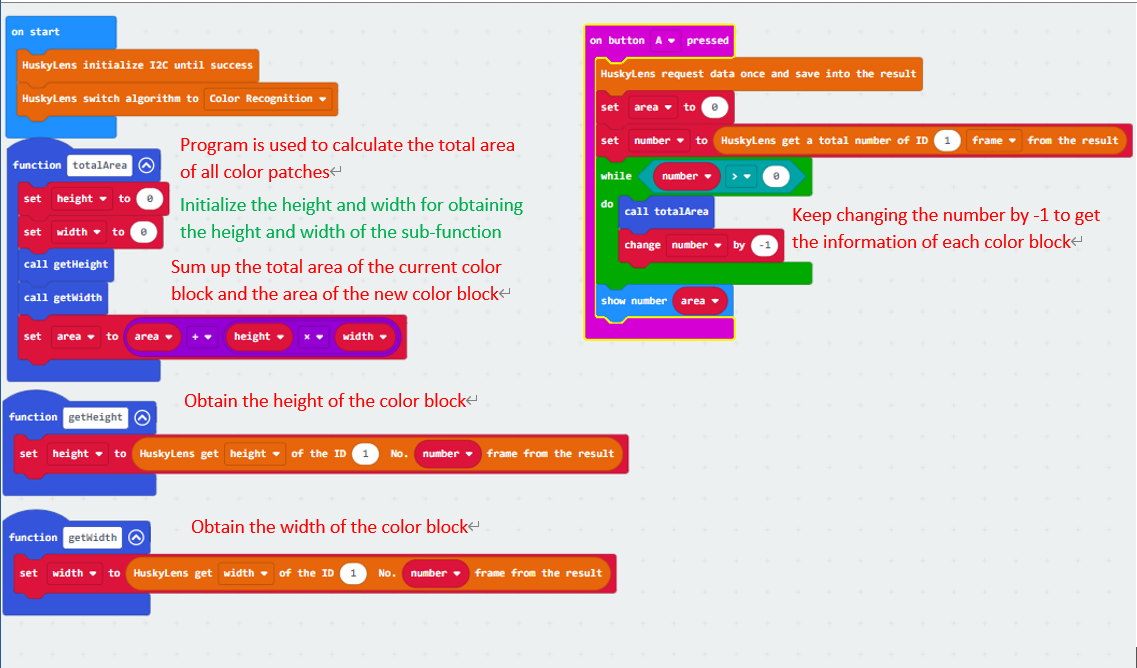 on start
HuskyLens initialize I2C until success
HuskyLens switch algorithm to Color Recognition
function totalArea
Program is used to calculate the total area
of all color patches↵
set height to 0
Initialize the height and width for obtaining
set width to 0
the height and width of the sub-function
call getHeight
Sum up the total area of the current color
call getWidth
block and the area of the new color block↵
set area to area + height x width
Obtain the height of the color block↵
function getHeight
set height to HuskyLens get height of the ID 1 No. number frame from the result
Obtain the width of the color block↵
function getWidth
set width to HuskyLens get width of the ID 1 No. number frame from the result
on button A pressed
HuskyLens request data once and save into the result
set area to 0
set number to HuskyLens get a total number of ID 1 frame from the result
while number > 0
do
call totalArea
Keep changing the number by -1 to get
change number by -1
the information of each color block↵
show number area